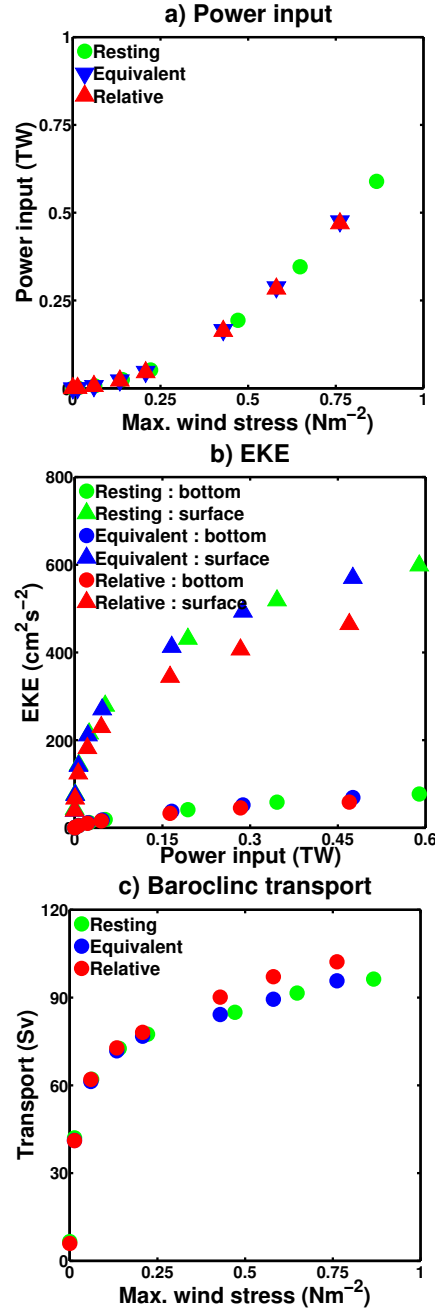 a) Power input
1
0.75
0.5
0.25
0
Power input (TW)
Resting
Equivalent
Relative
0
0.25
0.5
0.75
1
Max. wind stress (Nm⁻²)
b) EKE
800
600
400
200
0
EKE (cm²s⁻²)
Resting : bottom
Resting : surface
Equivalent : bottom
Equivalent : surface
Relative : bottom
Relative : surface
0
0.15
0.3
0.45
0.6
Power input (TW)
c) Baroclinc transport
120
90
60
30
0
Transport (Sv)
Resting
Equivalent
Relative
0
0.25
0.5
0.75
1
Max. wind stress (Nm⁻²)